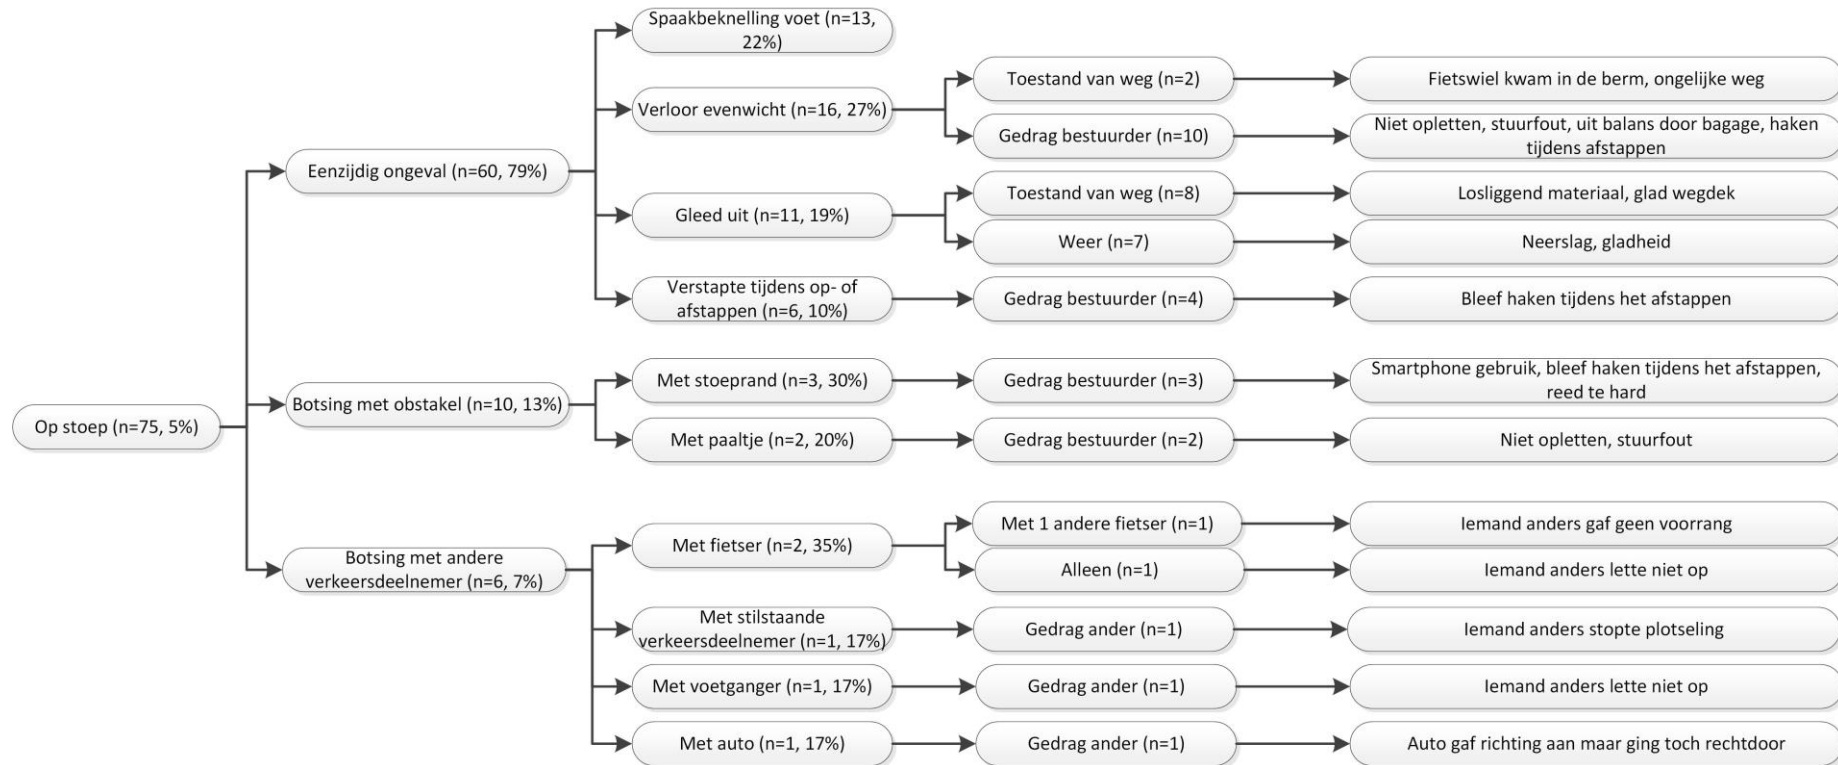 Spaakbeknelling voet (n=13,
22%)
Toestand van weg (n=2)
Fietswiel kwam in de berm, ongelijke weg
Verloor evenwicht (n=16, 27%)
Gedrag bestuurder (n=10)
Niet opletten, stuurfout, uit balans door bagage, haken
tijdens afstappen
Eenzijdig ongeval (n=60, 79%)
Toestand van weg (n=8)
Losliggend materiaal, glad wegdek
Gleed uit (n=11, 19%)
Weer (n=7)
Neerslag, gladheid
Verstapte tijdens op- of
afstappen (n=6, 10%)
Gedrag bestuurder (n=4)
Bleef haken tijdens het afstappen
Met stoeprand (n=3, 30%)
Gedrag bestuurder (n=3)
Smartphone gebruik, bleef haken tijdens het afstappen,
reed te hard
Botsing met obstakel (n=10, 13%)
Op stoep (n=75, 5%)
Met paaltje (n=2, 20%)
Gedrag bestuurder (n=2)
Niet opletten, stuurfout
Met 1 andere fietser (n=1)
Iemand anders gaf geen voorrang
Met fietser (n=2, 35%)
Botsing met andere
verkeersdeelnemer (n=6, 7%)
Alleen (n=1)
Iemand anders lette niet op
Met stilstaande
verkeersdeelnemer (n=1, 17%)
Gedrag ander (n=1)
Iemand anders stopte plotseling
Met voetganger (n=1, 17%)
Gedrag ander (n=1)
Iemand anders lette niet op
Met auto (n=1, 17%)
Gedrag ander (n=1)
Auto gaf richting aan maar ging toch rechtdoor